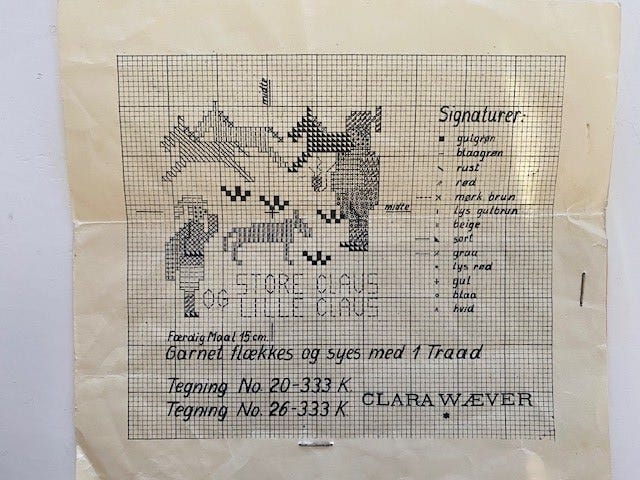 midte
Signaturer:
gulgrøn
blaagrøn
rust
rød
mørk brun
lys gulbrun
beige
sort
graa
lys rød
gul
blaa
hvid
midte
STORE CLAUS
OG LILLE CLAUS
Færdig Maal 15 cm.
Garnet flækkes og syes med 1 Traad
Tegning No. 20-333 K
Tegning No. 26-333 K
CLARA WÆVER